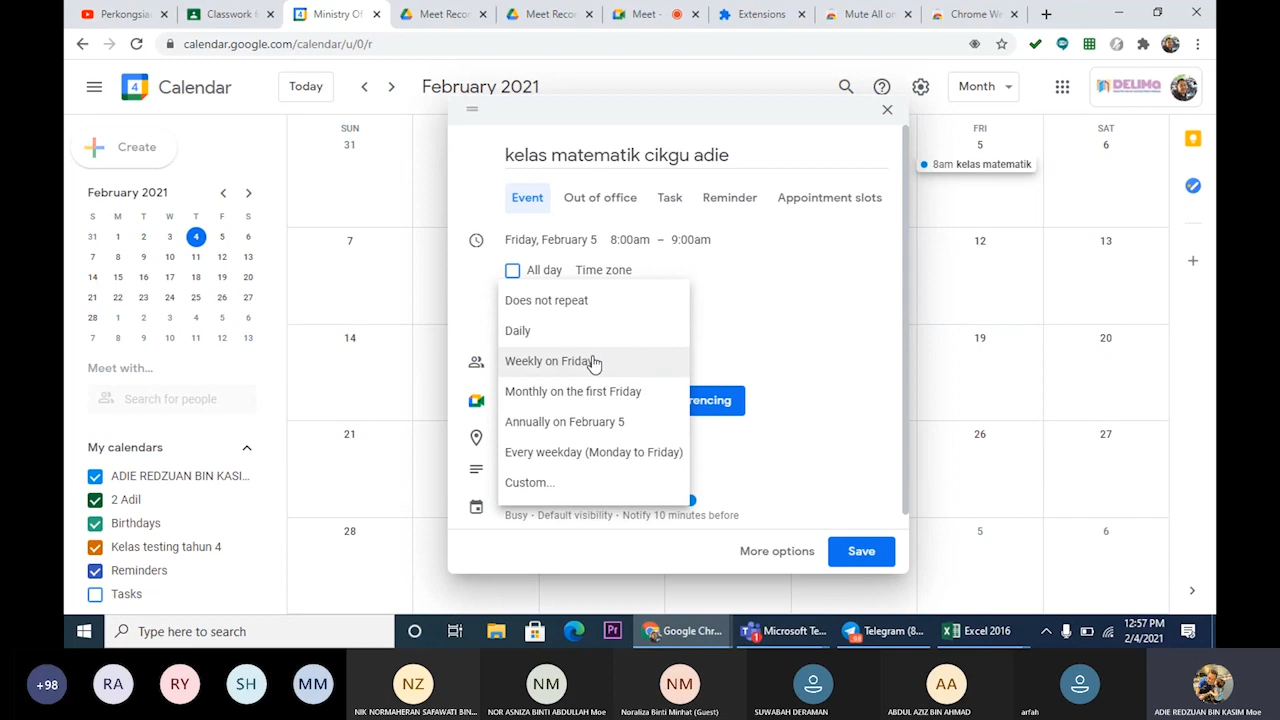 Perkongsian
Classwork f
Ministry Of
Meet Reco
Meet Reco
Meet -
Extensions
Mute All o
Chrome We
calendar.google.com/calendar/u/0/r
4
Calendar
Today
February 2021
Month
DELIMa
Create
SUN
31
FRI
5
SAT
6
8am kelas matematik
kelas matematik cikgu adie
Event
Out of office
Task
Reminder
Appointment slots
Friday, February 5 8:00am – 9:00am
All day
Time zone
Does not repeat
Daily
Weekly on Friday
Monthly on the first Friday
Annually on February 5
Every weekday (Monday to Friday)
Custom...
rencing
Busy · Default visibility · Notify 10 minutes before
More options
Save
February 2021
S M T W T F S
31 1 2 3 4 5 6
7 8 9 10 11 12 13
14 15 16 17 18 19 20
21 22 23 24 25 26 27
28 1 2 3 4 5 6
7 8 9 10 11 12 13
Meet with...
Search for people
My calendars
ADIE REDZUAN BIN KASI...
2 Adil
Birthdays
Kelas testing tahun 4
Reminders
Tasks
7
12
13
14
19
20
21
26
27
28
5
6
Type here to search
Pr
Google Chr...
Microsoft Te...
Telegram (8...
Excel 2016
12:57 PM
2/4/2021
+98
RA
RY
SH
MM
NZ
NIK NORMAHERAN SAFAWATI BIN...
NM
NOR AZNIZA BINTI ABDULLAH Moe
NM
Noraliza Binti Minhat (Guest)
SUWABAH DERAMAN
AA
ABDUL AZIZ BIN AHMAD
arfah
ADIE REDZUAN BIN KASIM Moe